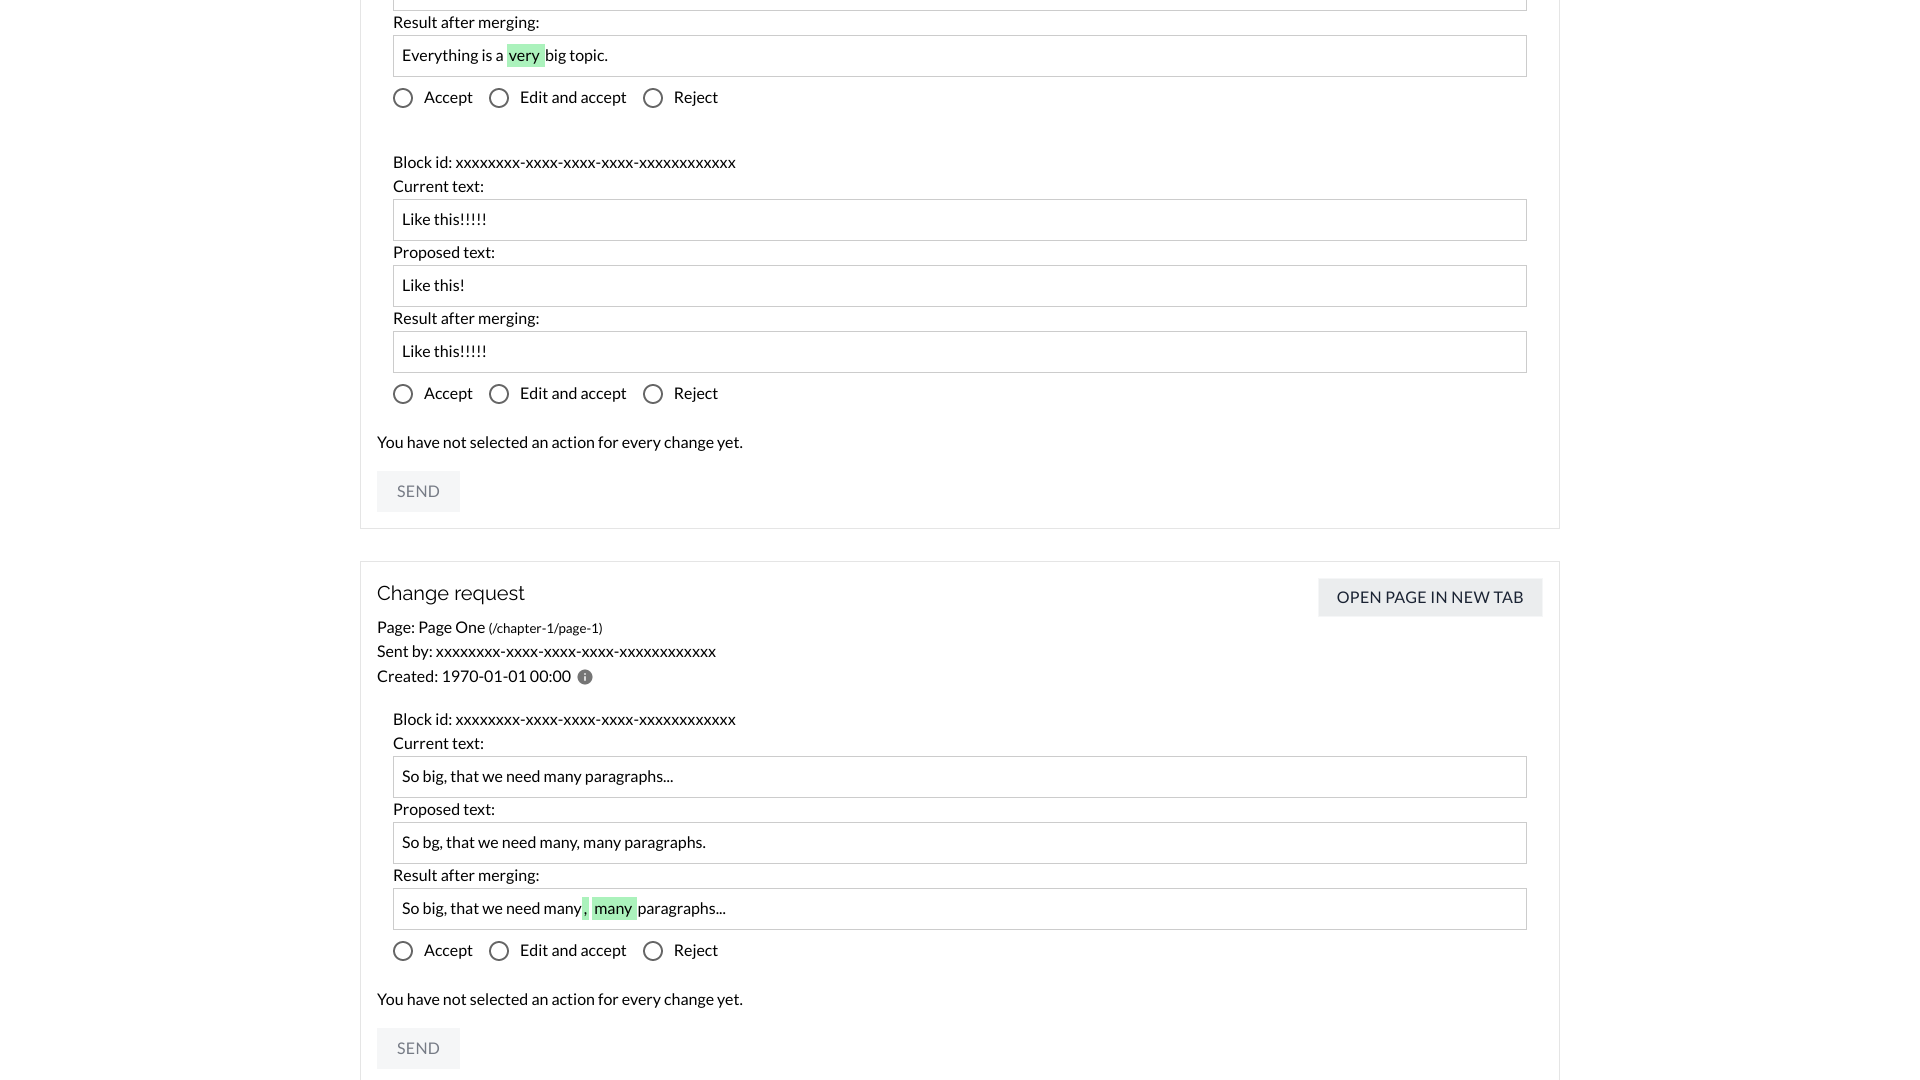 Result after merging:
Everything is a very big topic.
Accept Edit and accept Reject
Block id: xxxxxxxx-xxxx-xxxx-xxxx-xxxxxxxxxxxx
Current text:
Like this!!!!!
Proposed text:
Like this!
Result after merging:
Like this!!!!!
Accept Edit and accept Reject
You have not selected an action for every change yet.
SEND
Change request
OPEN PAGE IN NEW TAB
Page: Page One (/chapter-1/page-1)
Sent by: xxxxxxxx-xxxx-xxxx-xxxx-xxxxxxxxxxxx
Created: 1970-01-01 00:00
Block id: xxxxxxxx-xxxx-xxxx-xxxx-xxxxxxxxxxxx
Current text:
So big, that we need many paragraphs...
Proposed text:
So bg, that we need many, many paragraphs.
Result after merging:
So big, that we need many, many paragraphs...
Accept Edit and accept Reject
You have not selected an action for every change yet.
SEND